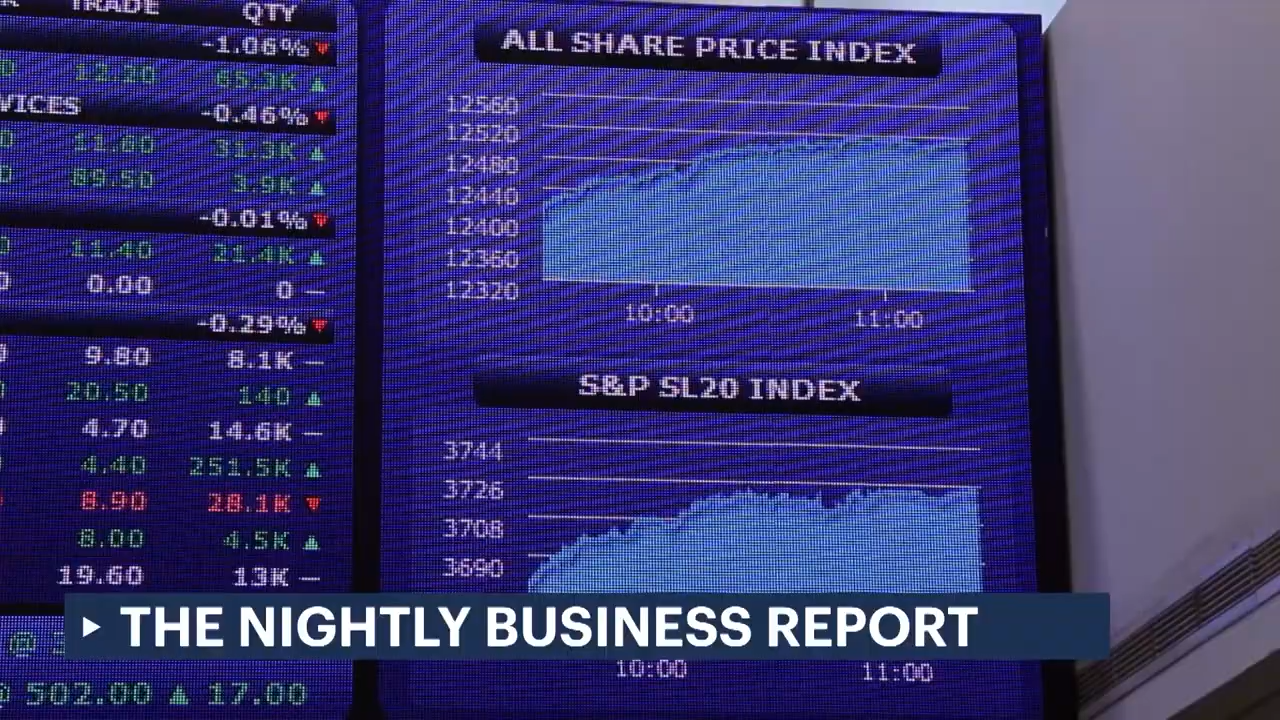 TRADE QTY
-1.06%
12.20 65.3K
VICES -0.46%
11.60 31.3K
89.50 3.9K
-0.01%
11.40 21.4K
0.00 0 —
-0.29%
9.80 8.1K —
20.50 140
4.70 14.6K —
4.40 251.5K
8.90 28.1K
8.00 4.5K
19.60 13K —
502.00 ▲ 17.00
ALL SHARE PRICE INDEX
12560
12520
12480
12440
12400
12360
12320
10:00 11:00
S&P SL20 INDEX
3744
3726
3708
3690
10:00 11:00
THE NIGHTLY BUSINESS REPORT